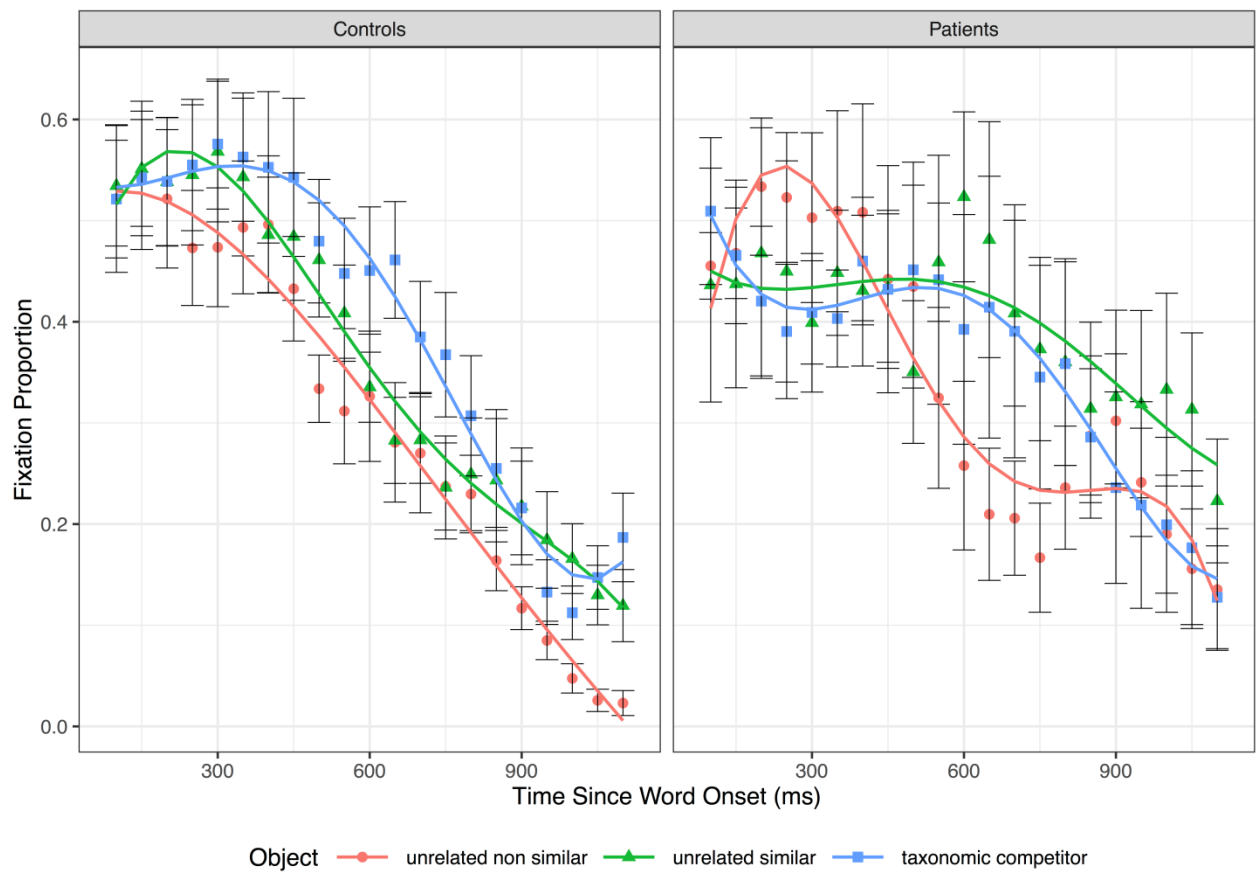 Controls
Patients
0.6
0.4
0.2
0.0
Fixation Proportion
300
600
900
300
600
900
Time Since Word Onset (ms)
Object unrelated non similar unrelated similar taxonomic competitor